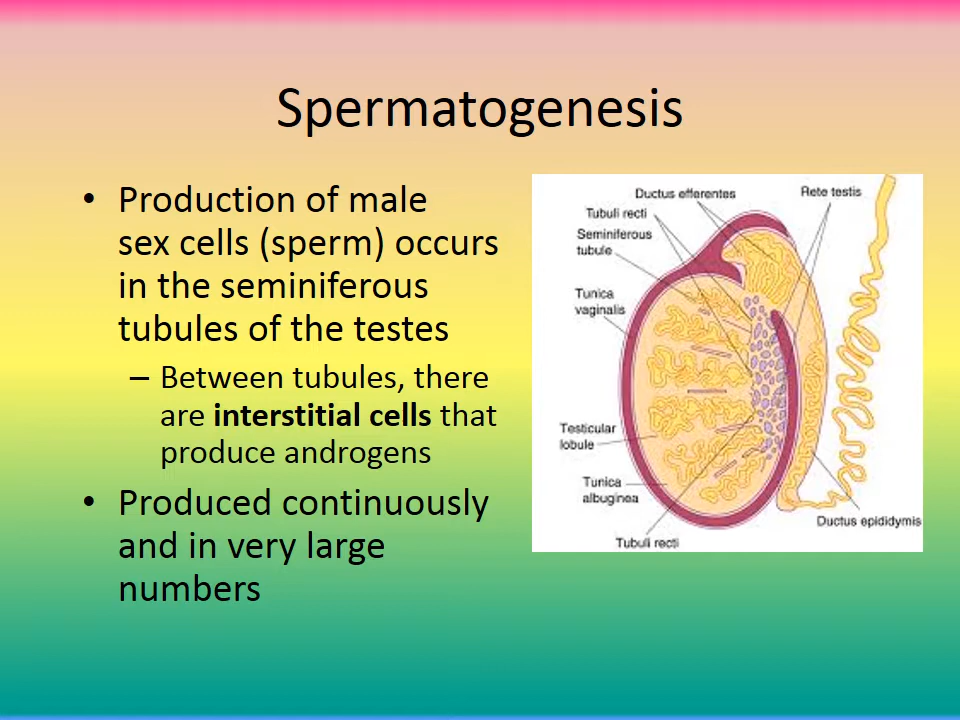 Spermatogenesis
• Production of male
sex cells (sperm) occurs
in the seminiferous
tubules of the testes
– Between tubules, there
are interstitial cells that
produce androgens
• Produced continuously
and in very large
numbers
Ductus efferentes
Rete testis
Tubuli recti
Seminiferous
tubule
Tunica
vaginalis
Testicular
lobule
Tunica
albuginea
Ductus epididymis
Tubuli recti